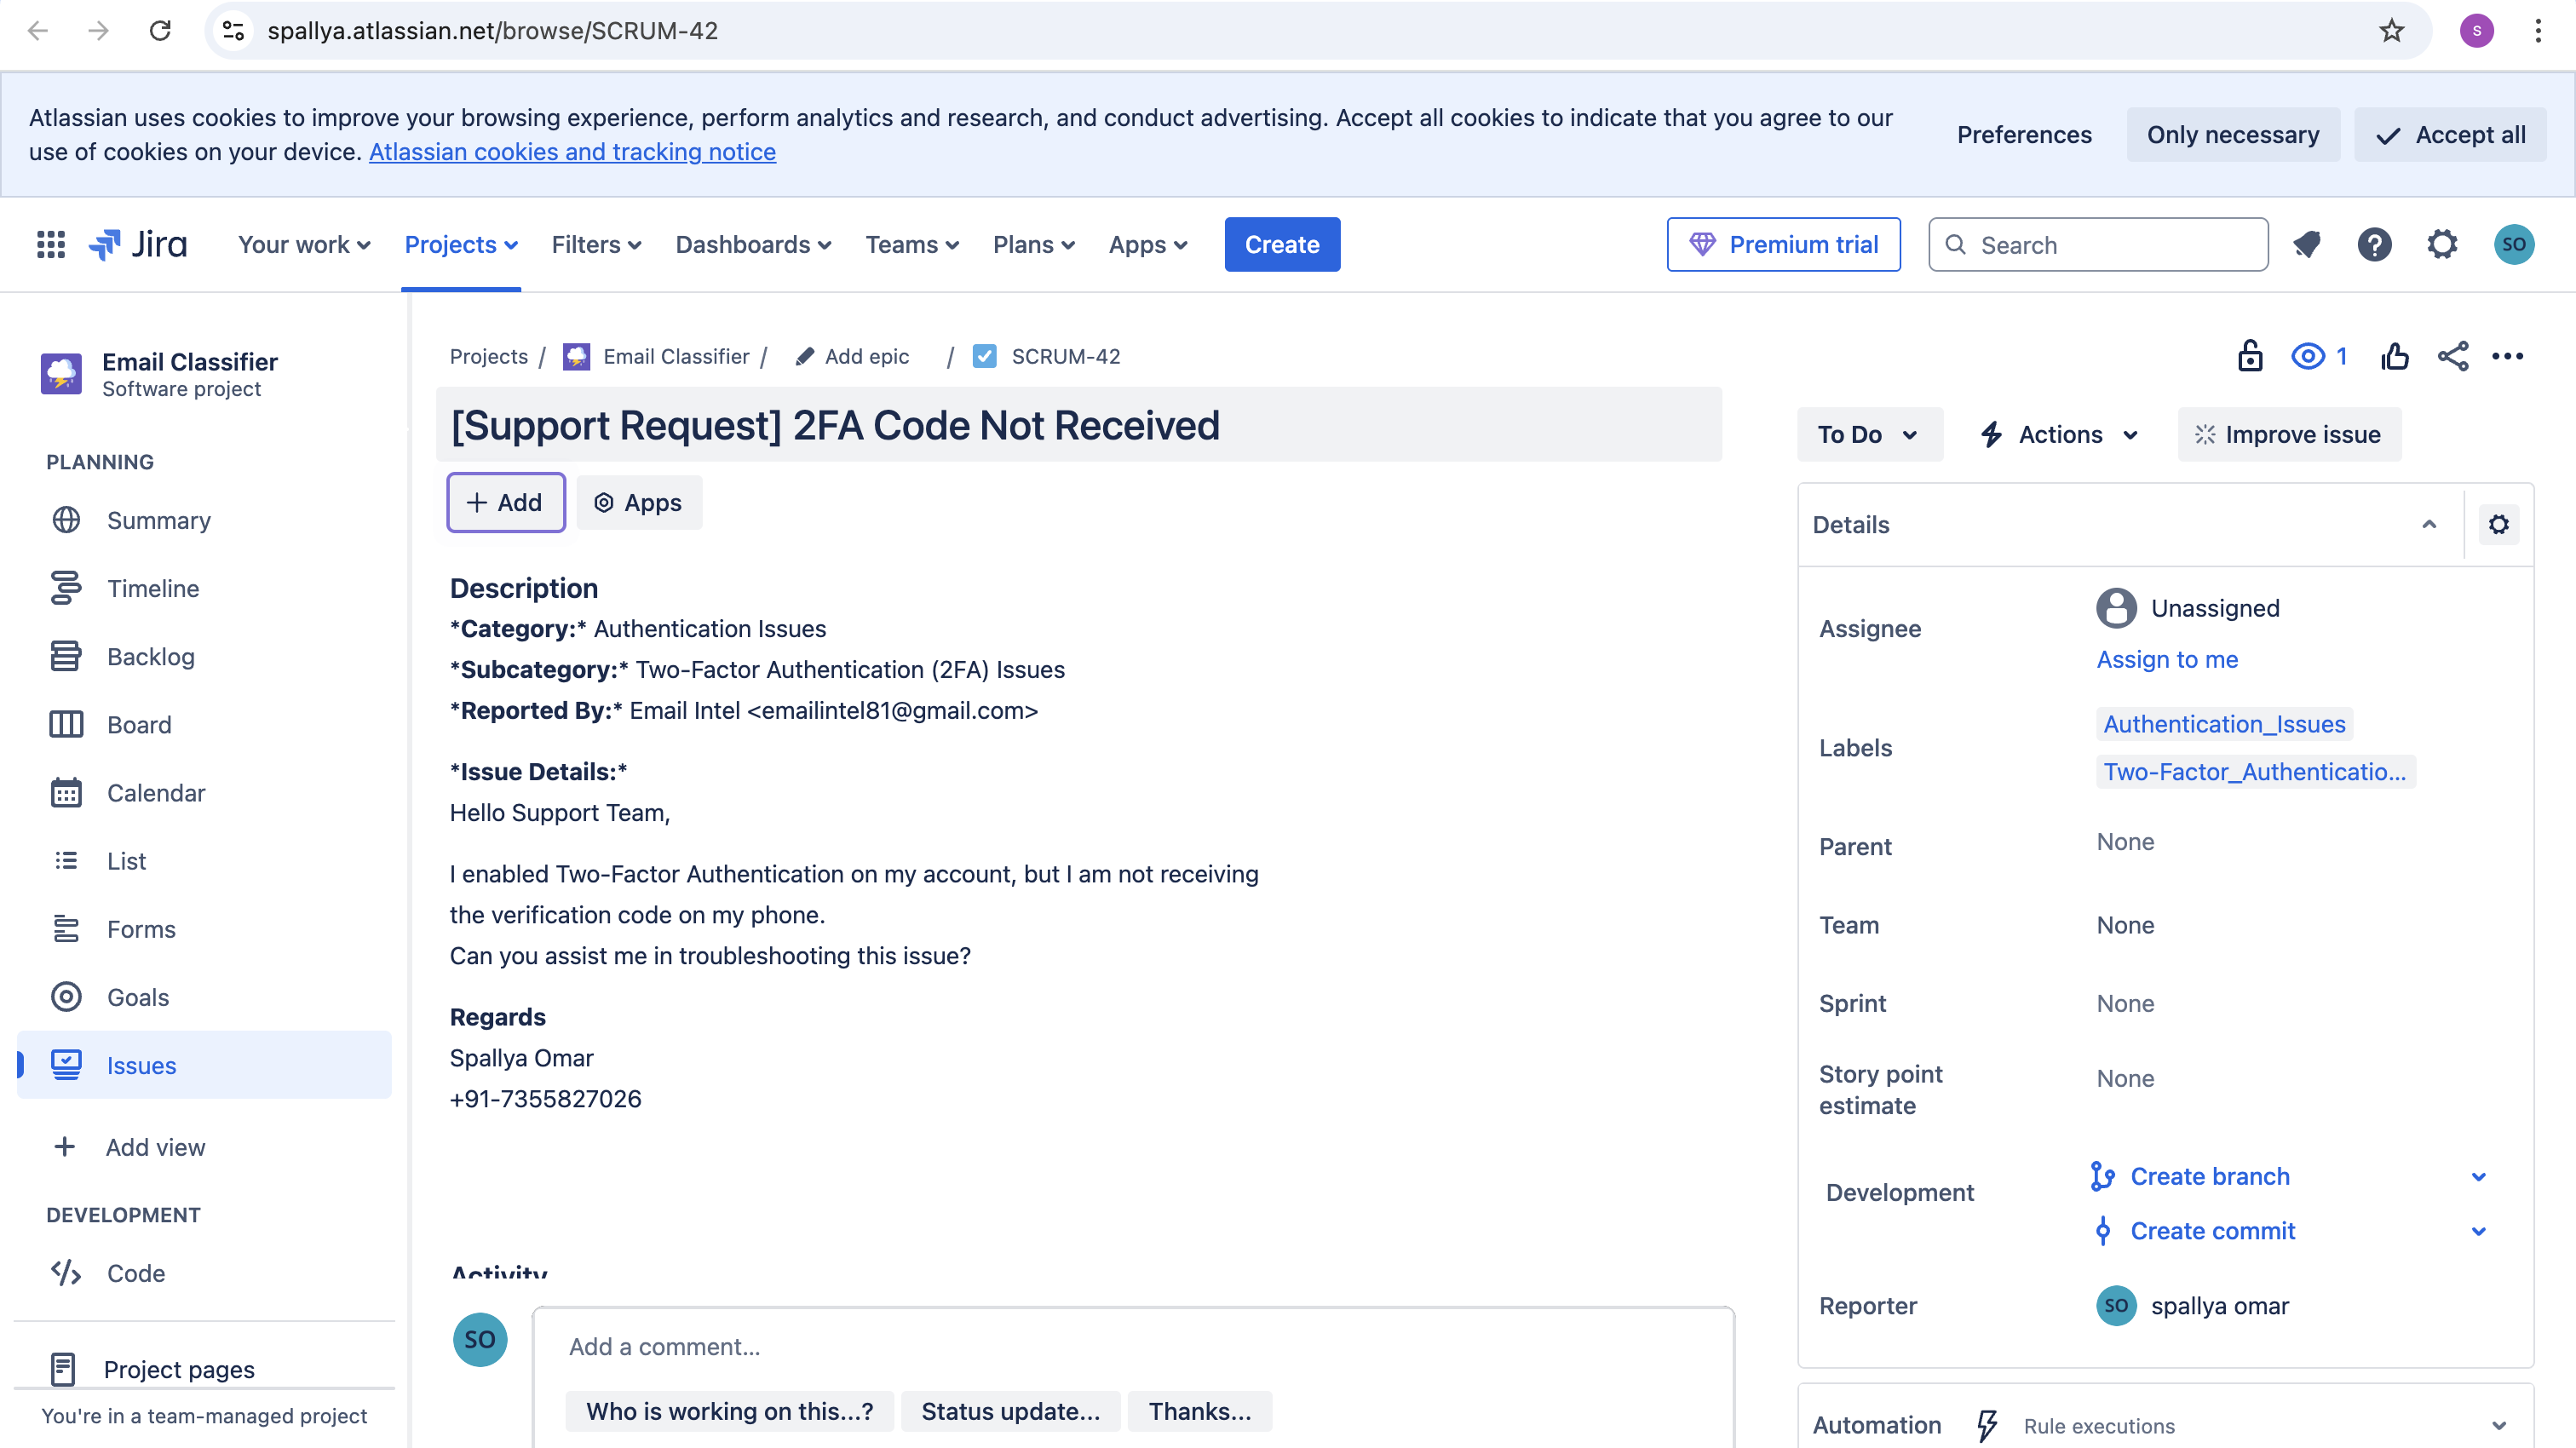 spallya.atlassian.net/browse/SCRUM-42
S
Atlassian uses cookies to improve your browsing experience, perform analytics and research, and conduct advertising. Accept all cookies to indicate that you agree to our
use of cookies on your device. Atlassian cookies and tracking notice
Preferences
Only necessary
Accept all
Jira
Your work
Projects
Filters
Dashboards
Teams
Plans
Apps
Create
Premium trial
Search
SO
Email Classifier
Software project
PLANNING
Summary
Timeline
Backlog
Board
Calendar
List
Forms
Goals
Issues
Add view
DEVELOPMENT
Code
Project pages
You're in a team-managed project
Projects / Email Classifier / Add epic / SCRUM-42
1
[Support Request] 2FA Code Not Received
Add
Apps
Description
*Category:* Authentication Issues
*Subcategory:* Two-Factor Authentication (2FA) Issues
*Reported By:* Email Intel <emailintel81@gmail.com>
*Issue Details:*
Hello Support Team,
I enabled Two-Factor Authentication on my account, but I am not receiving
the verification code on my phone.
Can you assist me in troubleshooting this issue?
Regards
Spallya Omar
+91-7355827026
Activity
SO
Add a comment...
Who is working on this...?
Status update...
Thanks...
To Do
Actions
Improve issue
Details
Assignee
Unassigned
Assign to me
Labels
Authentication_Issues
Two-Factor_Authenticatio...
Parent
None
Team
None
Sprint
None
Story point
estimate
None
Development
Create branch
Create commit
Reporter
SO spallya omar
Automation
Rule executions